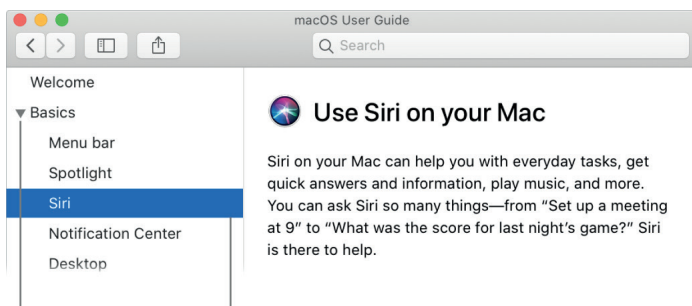 macOS User Guide
Search
Welcome
Basics
Menu bar
Spotlight
Siri
Notification Center
Desktop
Use Siri on your Mac
Siri on your Mac can help you with everyday tasks, get
quick answers and information, play music, and more.
You can ask Siri so many things—from “Set up a meeting
at 9” to “What was the score for last night’s game?” Siri
is there to help.